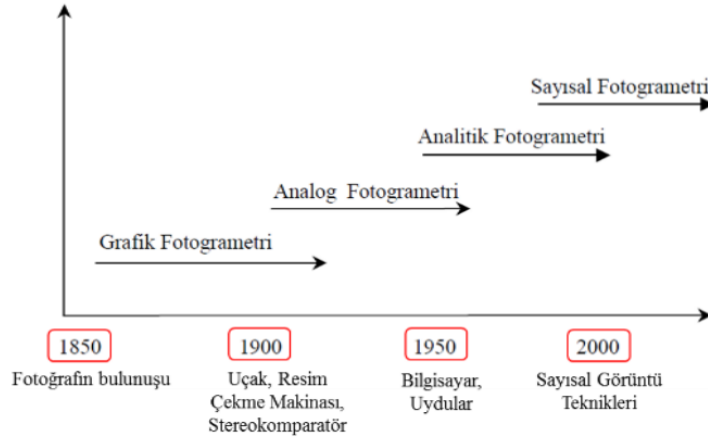 Sayısal Fotogrametri
Analitik Fotogrametri
Analog Fotogrametri
Grafik Fotogrametri
1850
1900
1950
2000
Fotoğrafın bulunuşu
Uçak, Resim
Çekme Makinası,
Stereokomparatör
Bilgisayar,
Uydular
Sayısal Görüntü
Teknikleri